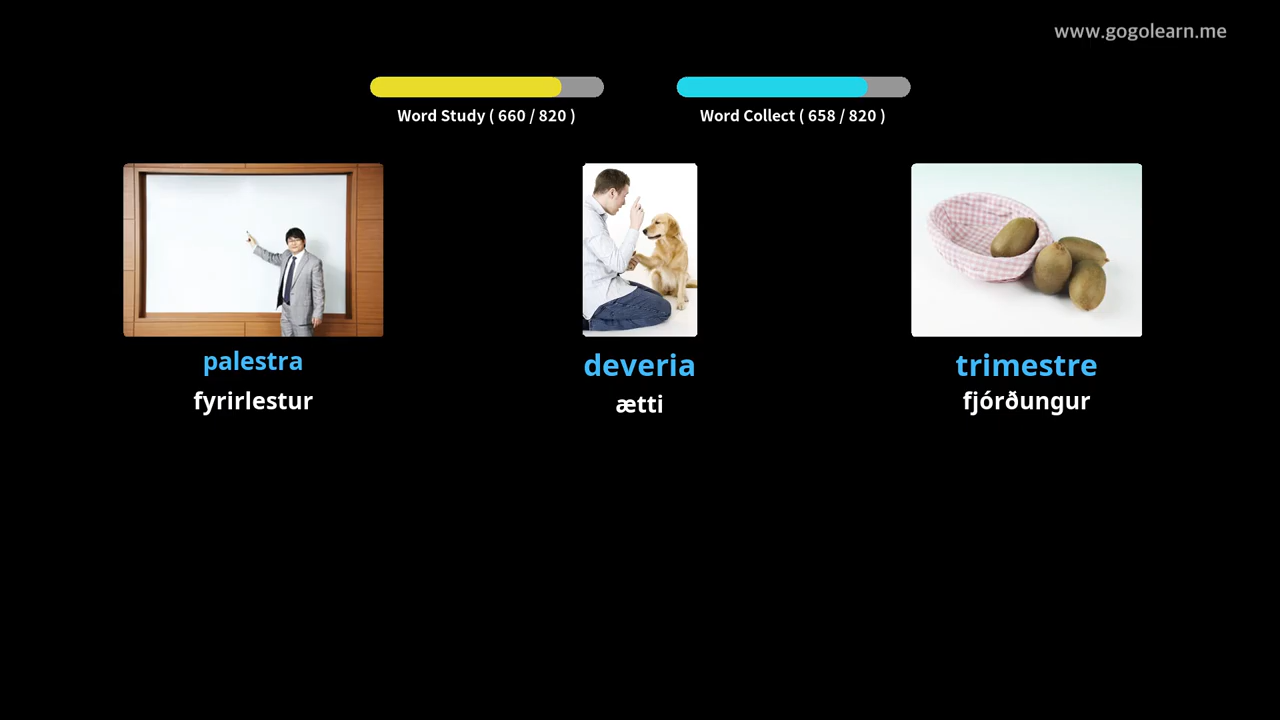 www.gogolearn.me
Word Study ( 660 / 820 )
Word Collect ( 658 / 820 )
palestra
fyrirlestur
deveria
ætti
trimestre
fjórðungur